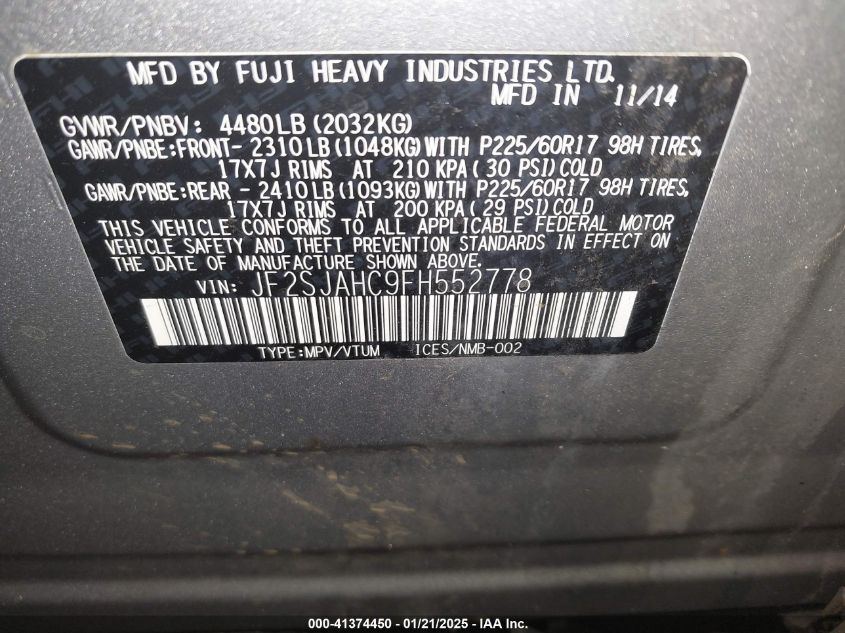 MFD BY FUJI HEAVY INDUSTRIES LTD.
MFD IN 11/14
GVWR/PNBV: 4480LB (2032KG)
GAWR/PNBE:FRONT- 2310LB (1048KG) WITH P225/60R17 98H TIRES,
17X7J RIMS AT 210 KPA (30 PSI) COLD
GAWR/PNBE:REAR - 2410LB (1093KG) WITH P225/60R17 98H TIRES,
17X7J RIMS AT 200 KPA (29 PSI) COLD
THIS VEHICLE CONFORMS TO ALL APPLICABLE FEDERAL MOTOR
VEHICLE SAFETY AND THEFT PREVENTION STANDARDS IN EFFECT ON
THE DATE OF MANUFACTURE SHOWN ABOVE.
VIN: JF2SJAHC9FH552778
TYPE:MPV/VTUM ICES/NMB-002
000-41374450 - 01/21/2025 - IAA Inc.